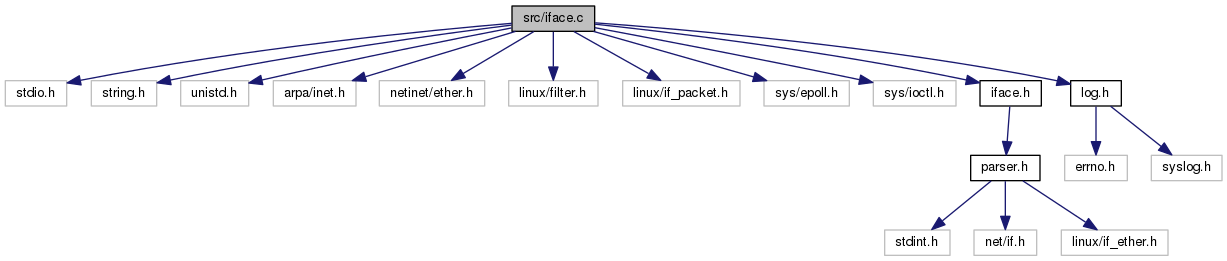 src/iface.c
stdio.h
string.h
unistd.h
arpa/inet.h
netinet/ether.h
linux/filter.h
linux/if_packet.h
sys/epoll.h
sys/ioctl.h
iface.h
log.h
parser.h
errno.h
syslog.h
stdint.h
net/if.h
linux/if_ether.h